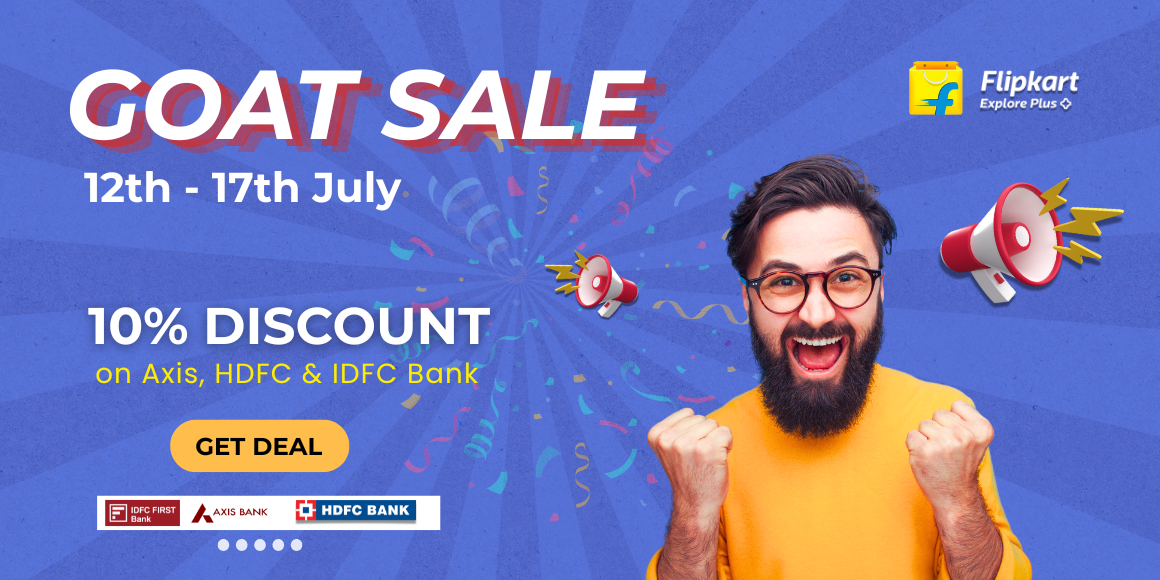 GOAT SALE
12th - 17th July
Flipkart
Explore Plus
10% DISCOUNT
on Axis, HDFC & IDFC Bank
GET DEAL
IDFC FIRST
Bank
AXIS BANK
HDFC BANK